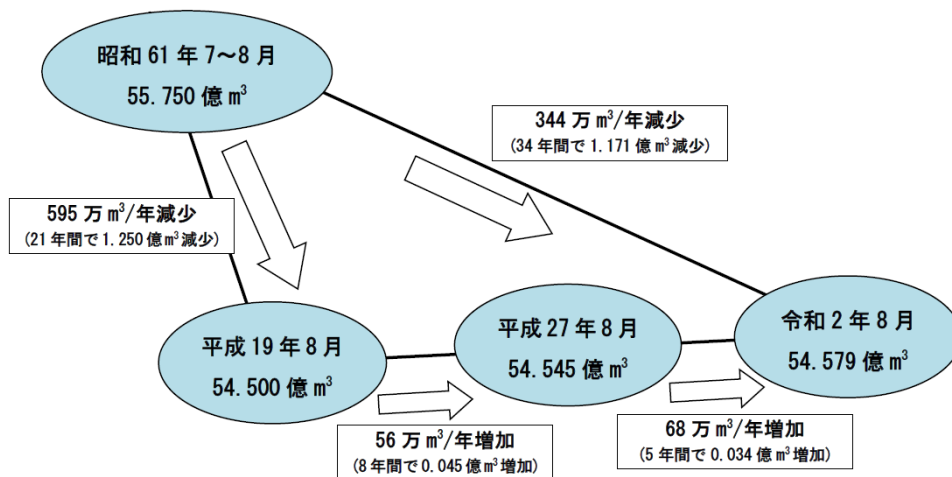 昭和 61 年 7～8 月
55.750 億 m³
344 万 m³/年減少
(34 年間で 1.171 億 m³ 減少)
595 万 m³/年減少
(21 年間で 1.250 億 m³ 減少)
平成 19 年 8 月
54.500 億 m³
平成 27 年 8 月
54.545 億 m³
令和 2 年 8 月
54.579 億 m³
56 万 m³/年増加
(8 年間で 0.045 億 m³ 増加)
68 万 m³/年増加
(5 年間で 0.034 億 m³ 増加)